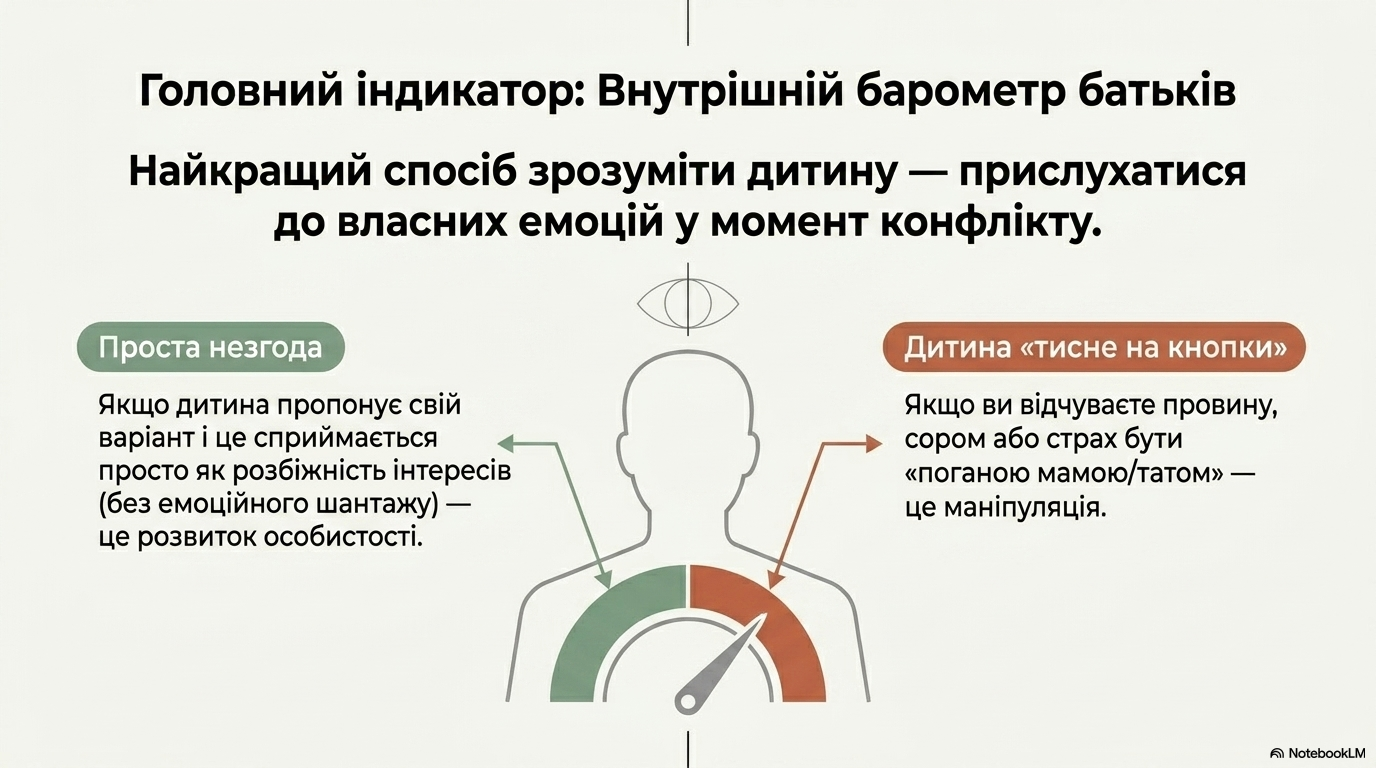 Головний індикатор: Внутрішній барометр батьків
Найкращий спосіб зрозуміти дитину — прислухатися
до власних емоцій у момент конфлікту.
Проста незгода
Якщо дитина пропонує свій
варіант і це сприймається
просто як розбіжність інтересів
(без емоційного шантажу) —
це розвиток особистості.
Дитина «тисне на кнопки»
Якщо ви відчуваєте провину,
сором або страх бути
«поганою мамою/татом» —
це маніпуляція.
NotebookLM